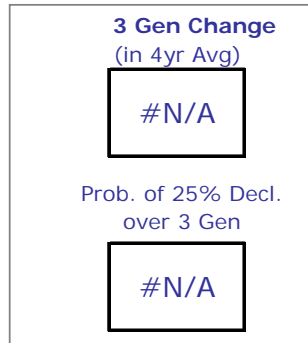 3 Gen Change
(in 4yr Avg)
#N/A
Prob. of 25% Decl.
over 3 Gen
#N/A